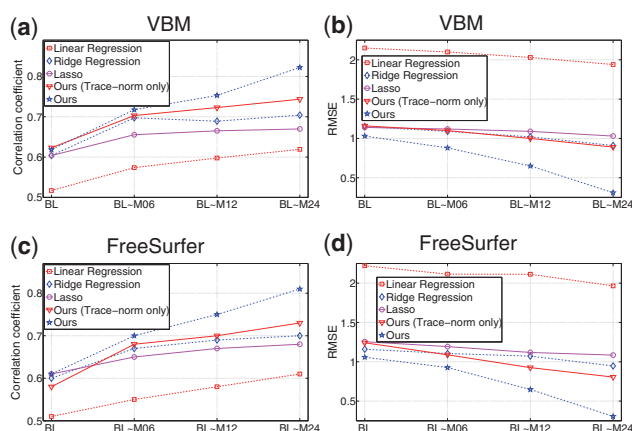 (a) VBM
Correlation coefficient
0.8
0.7
0.6
0.5
Linear Regression
Ridge Regression
Lasso
Ours (Trace-norm only)
Ours
BL BL~M06 BL~M12 BL~M24
(b) VBM
RMSE
2
1.5
1
0.5
Linear Regression
Ridge Regression
Lasso
Ours (Trace-norm only)
Ours
BL BL~M06 BL~M12 BL~M24
(c) FreeSurfer
Correlation coefficient
0.8
0.7
0.6
0.5
Linear Regression
Ridge Regression
Lasso
Ours (Trace-norm only)
Ours
BL BL~M06 BL~M12 BL~M24
(d) FreeSurfer
RMSE
2
1.5
1
0.5
Linear Regression
Ridge Regression
Lasso
Ours (Trace-norm only)
Ours
BL BL~M06 BL~M12 BL~M24